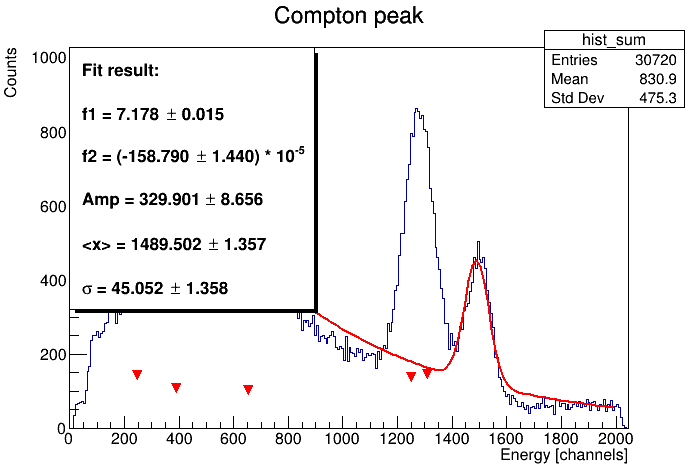 Compton peak
hist_sum
Entries 30720
Mean 830.9
Std Dev 475.3
Counts
1000
800
600
400
200
0
Fit result:
f1 = 7.178 ± 0.015
f2 = (-158.790 ± 1.440) * 10^-5
Amp = 329.901 ± 8.656
<x> = 1489.502 ± 1.357
σ = 45.052 ± 1.358
0 200 400 600 800 1000 1200 1400 1600 1800 2000
Energy [channels]